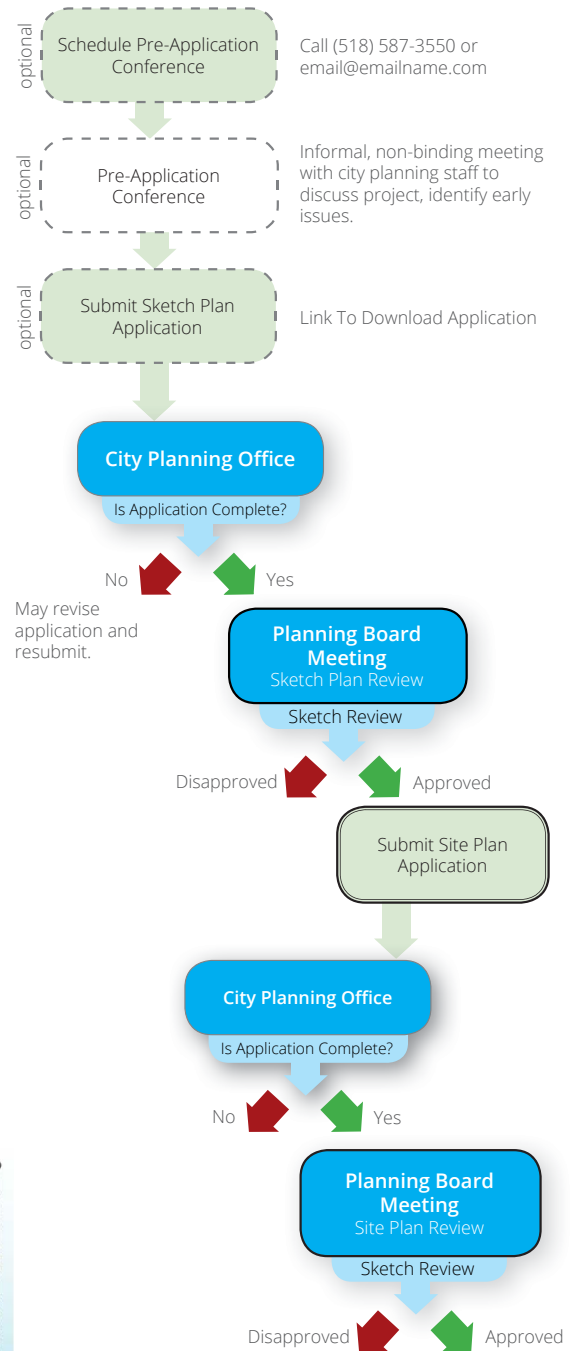 optional
Schedule Pre-Application
Conference
Call (518) 587-3550 or
email@emailname.com
optional
Pre-Application
Conference
Informal, non-binding meeting
with city planning staff to
discuss project, identify early
issues.
optional
Submit Sketch Plan
Application
Link To Download Application
City Planning Office
Is Application Complete?
No
Yes
May revise
application and
resubmit.
Planning Board
Meeting
Sketch Plan Review
Sketch Review
Disapproved
Approved
Submit Site Plan
Application
City Planning Office
Is Application Complete?
No
Yes
Planning Board
Meeting
Site Plan Review
Sketch Review
Disapproved
Approved